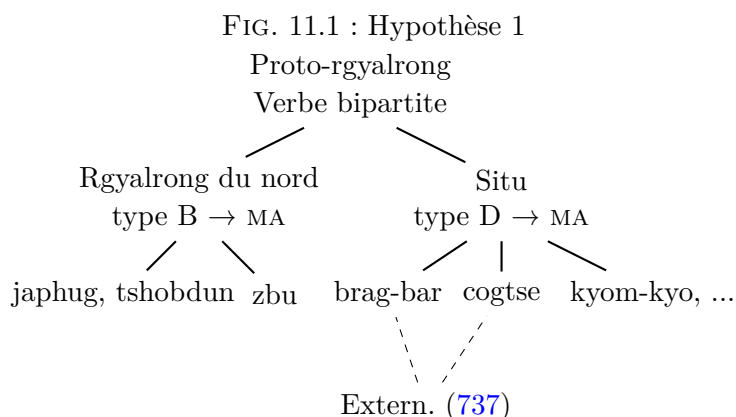 FIG. 11.1 : Hypothèse 1
Proto-rgyalrong
Verbe bipartite
Rgyalrong du nord
type B → MA
Situ
type D → MA
japhug, tshobdun zbu brag-bar cogtse kyom-kyo, ...
Extern. (737)